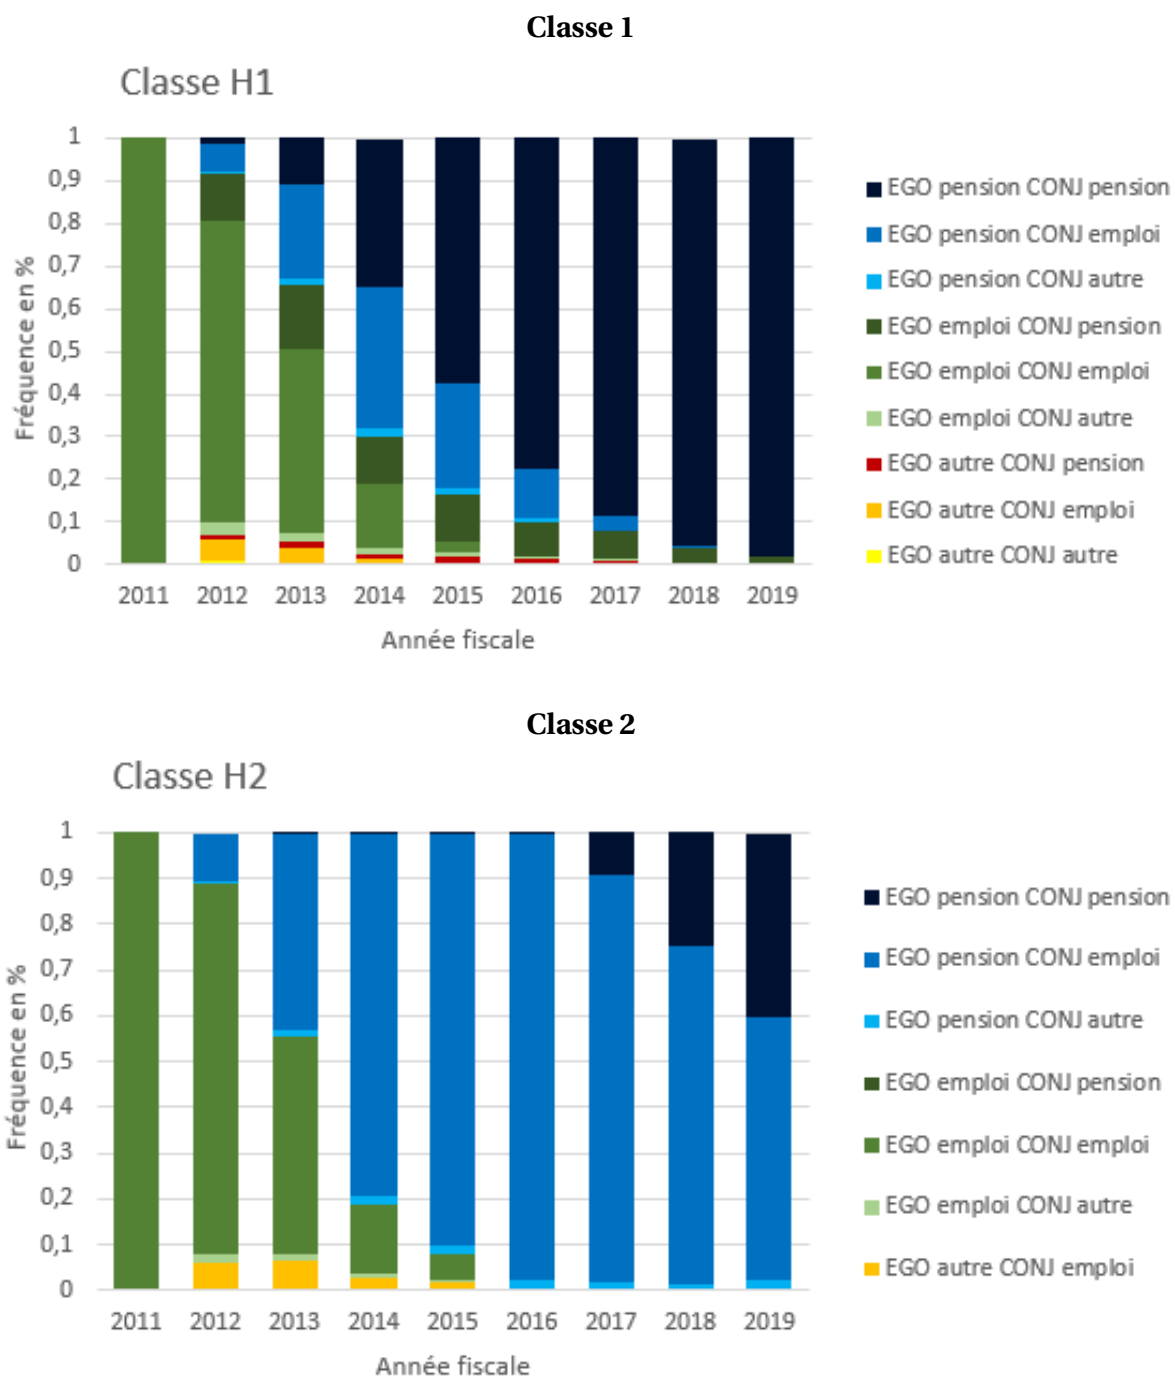 Classe 1
Classe H1
Fréquence en %
1
0,9
0,8
0,7
0,6
0,5
0,4
0,3
0,2
0,1
0
2011 2012 2013 2014 2015 2016 2017 2018 2019
Année fiscale
EGO pension CONJ pension
EGO pension CONJ emploi
EGO pension CONJ autre
EGO emploi CONJ pension
EGO emploi CONJ emploi
EGO emploi CONJ autre
EGO autre CONJ pension
EGO autre CONJ emploi
EGO autre CONJ autre
Classe 2
Classe H2
Fréquence en %
1
0,9
0,8
0,7
0,6
0,5
0,4
0,3
0,2
0,1
0
2011 2012 2013 2014 2015 2016 2017 2018 2019
Année fiscale
EGO pension CONJ pension
EGO pension CONJ emploi
EGO pension CONJ autre
EGO emploi CONJ pension
EGO emploi CONJ emploi
EGO emploi CONJ autre
EGO autre CONJ emploi